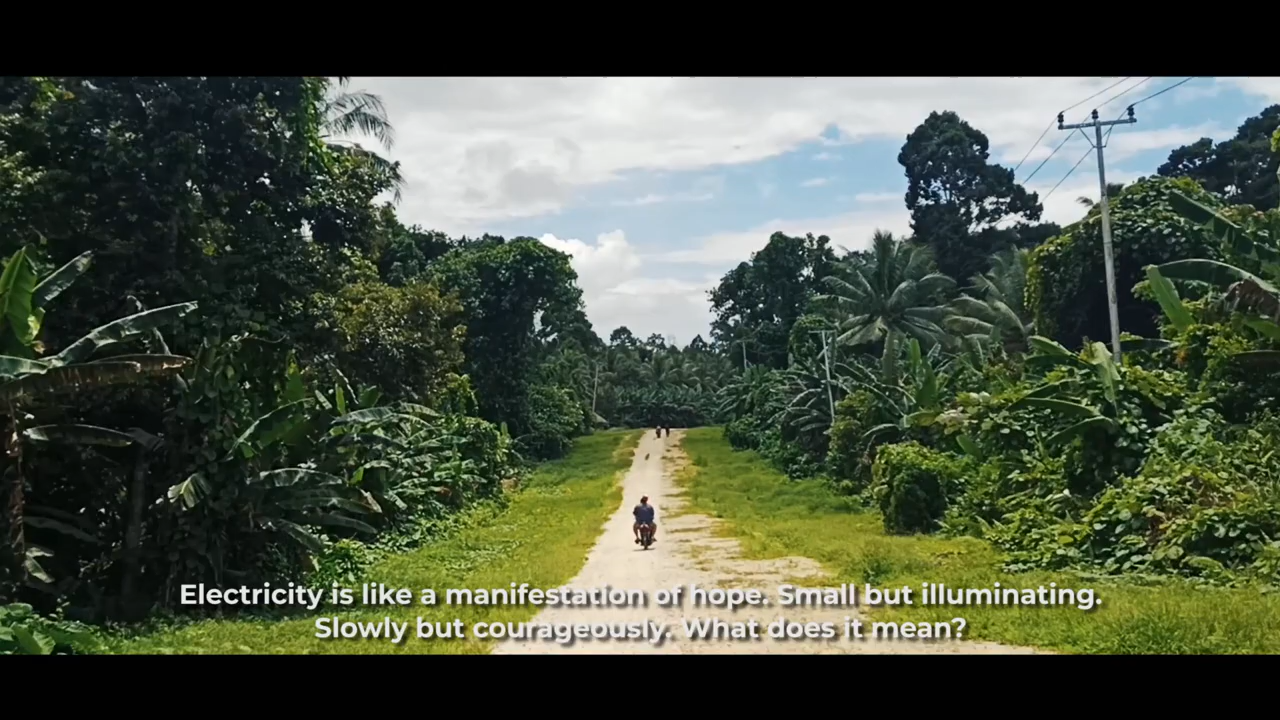 Electricity is like a manifestation of hope. Small but illuminating.
Slowly but courageously. What does it mean?